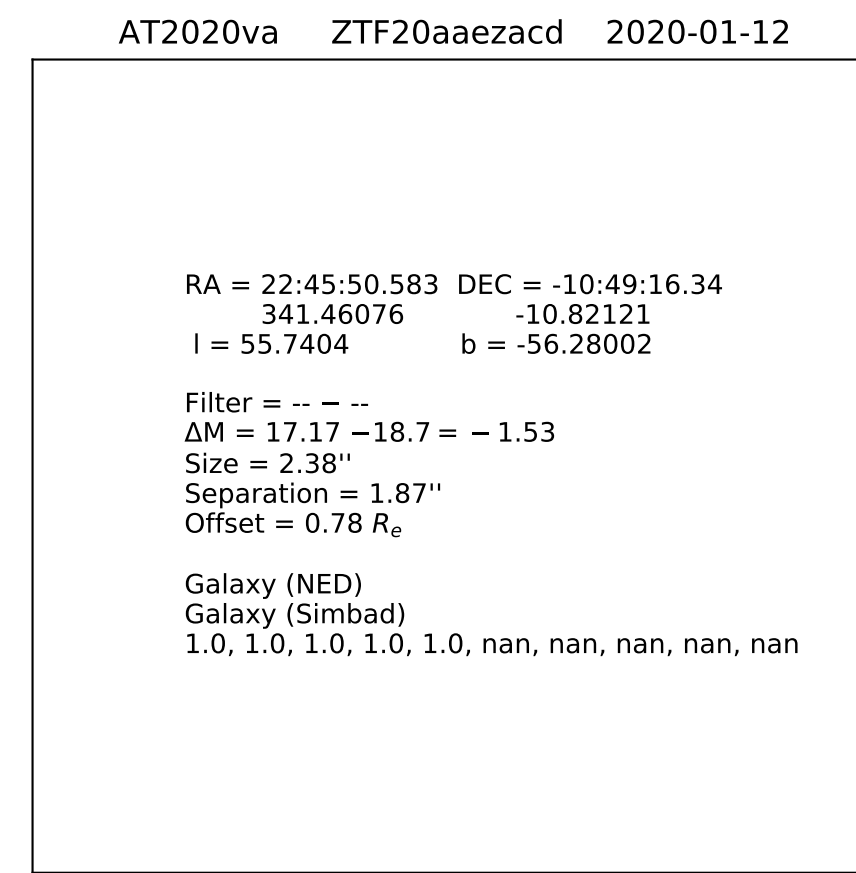 AT2020va ZTF20aaezacd 2020-01-12
RA = 22:45:50.583 DEC = -10:49:16.34
341.46076 -10.82121
l = 55.7404 b = -56.28002
Filter = -- − --
ΔM = 17.17 −18.7 = − 1.53
Size = 2.38''
Separation = 1.87''
Offset = 0.78 Re
Galaxy (NED)
Galaxy (Simbad)
1.0, 1.0, 1.0, 1.0, 1.0, nan, nan, nan, nan, nan